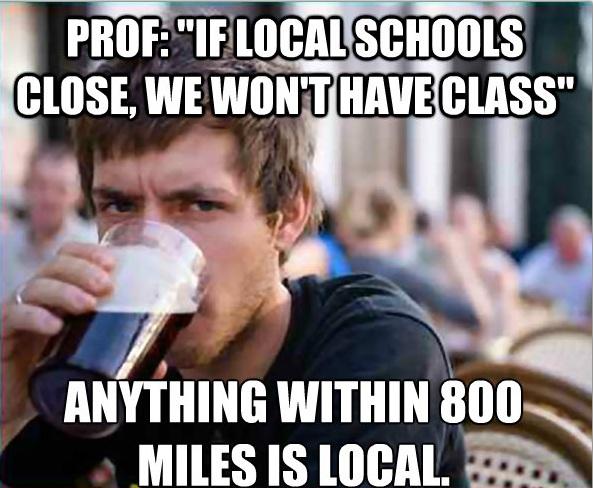 PROF: "IF LOCAL SCHOOLS
CLOSE, WE WON'T HAVE CLASS"
ANYTHING WITHIN 800
MILES IS LOCAL.